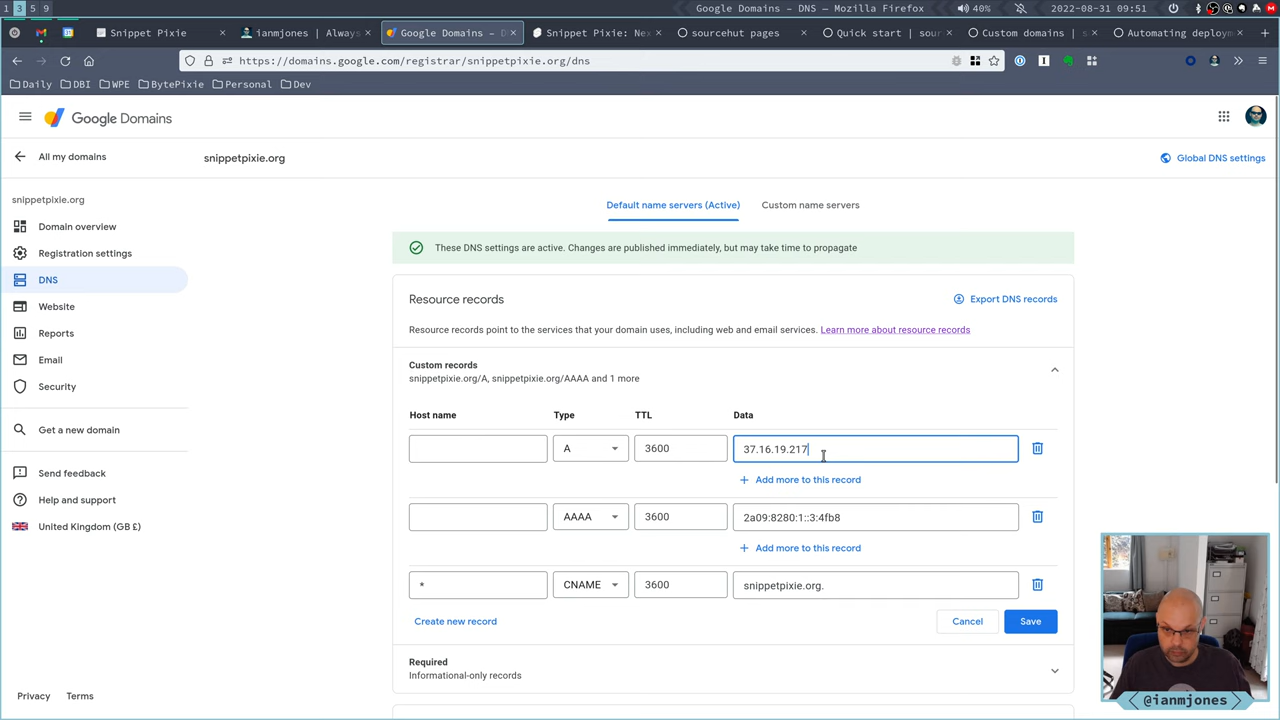 1 3 5 9
Google Domains – DNS — Mozilla Firefox
40%
2022-08-31 09:51
Snippet Pixie
ianmjones | Always
Google Domains – D
Snippet Pixie: Ne
sourcehut pages
Quick start | sou
Custom domains | s
Automating deploym
https://domains.google.com/registrar/snippetpixie.org/dns
Daily
DBI
WPE
BytePixie
Personal
Dev
Google Domains
All my domains
snippetpixie.org
Global DNS settings
snippetpixie.org
Domain overview
Registration settings
DNS
Website
Reports
Email
Security
Get a new domain
Send feedback
Help and support
United Kingdom (GB £)
Privacy Terms
Default name servers (Active)
Custom name servers
These DNS settings are active. Changes are published immediately, but may take time to propagate
Resource records
Export DNS records
Resource records point to the services that your domain uses, including web and email services. Learn more about resource records
Custom records
snippetpixie.org/A, snippetpixie.org/AAAA and 1 more
Host name Type TTL Data
A 3600 37.16.19.217
+ Add more to this record
AAAA 3600 2a09:8280:1::3:4fb8
+ Add more to this record
* CNAME 3600 snippetpixie.org.
Create new record
Cancel
Save
Required
Informational-only records
@ianmjones